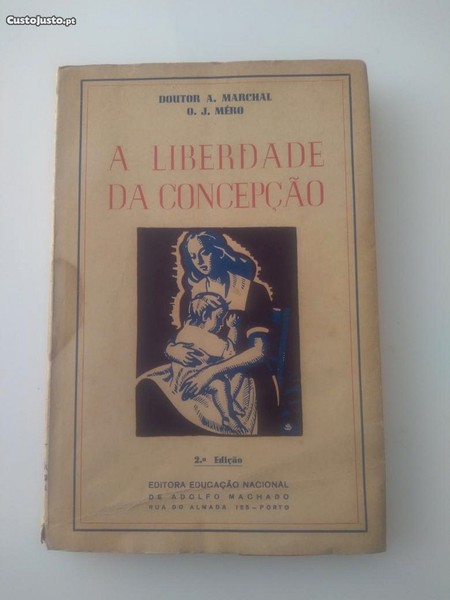 CustoJusto.pt
DOUTOR A. MARCHAL
O. J. MÉRO
A LIBERDADE
DA CONCEPÇÃO
2.ª Edição
EDITORA EDUCAÇÃO NACIONAL
DE ADOLFO MACHADO
RUA DO ALMADA, 125 — PORTO